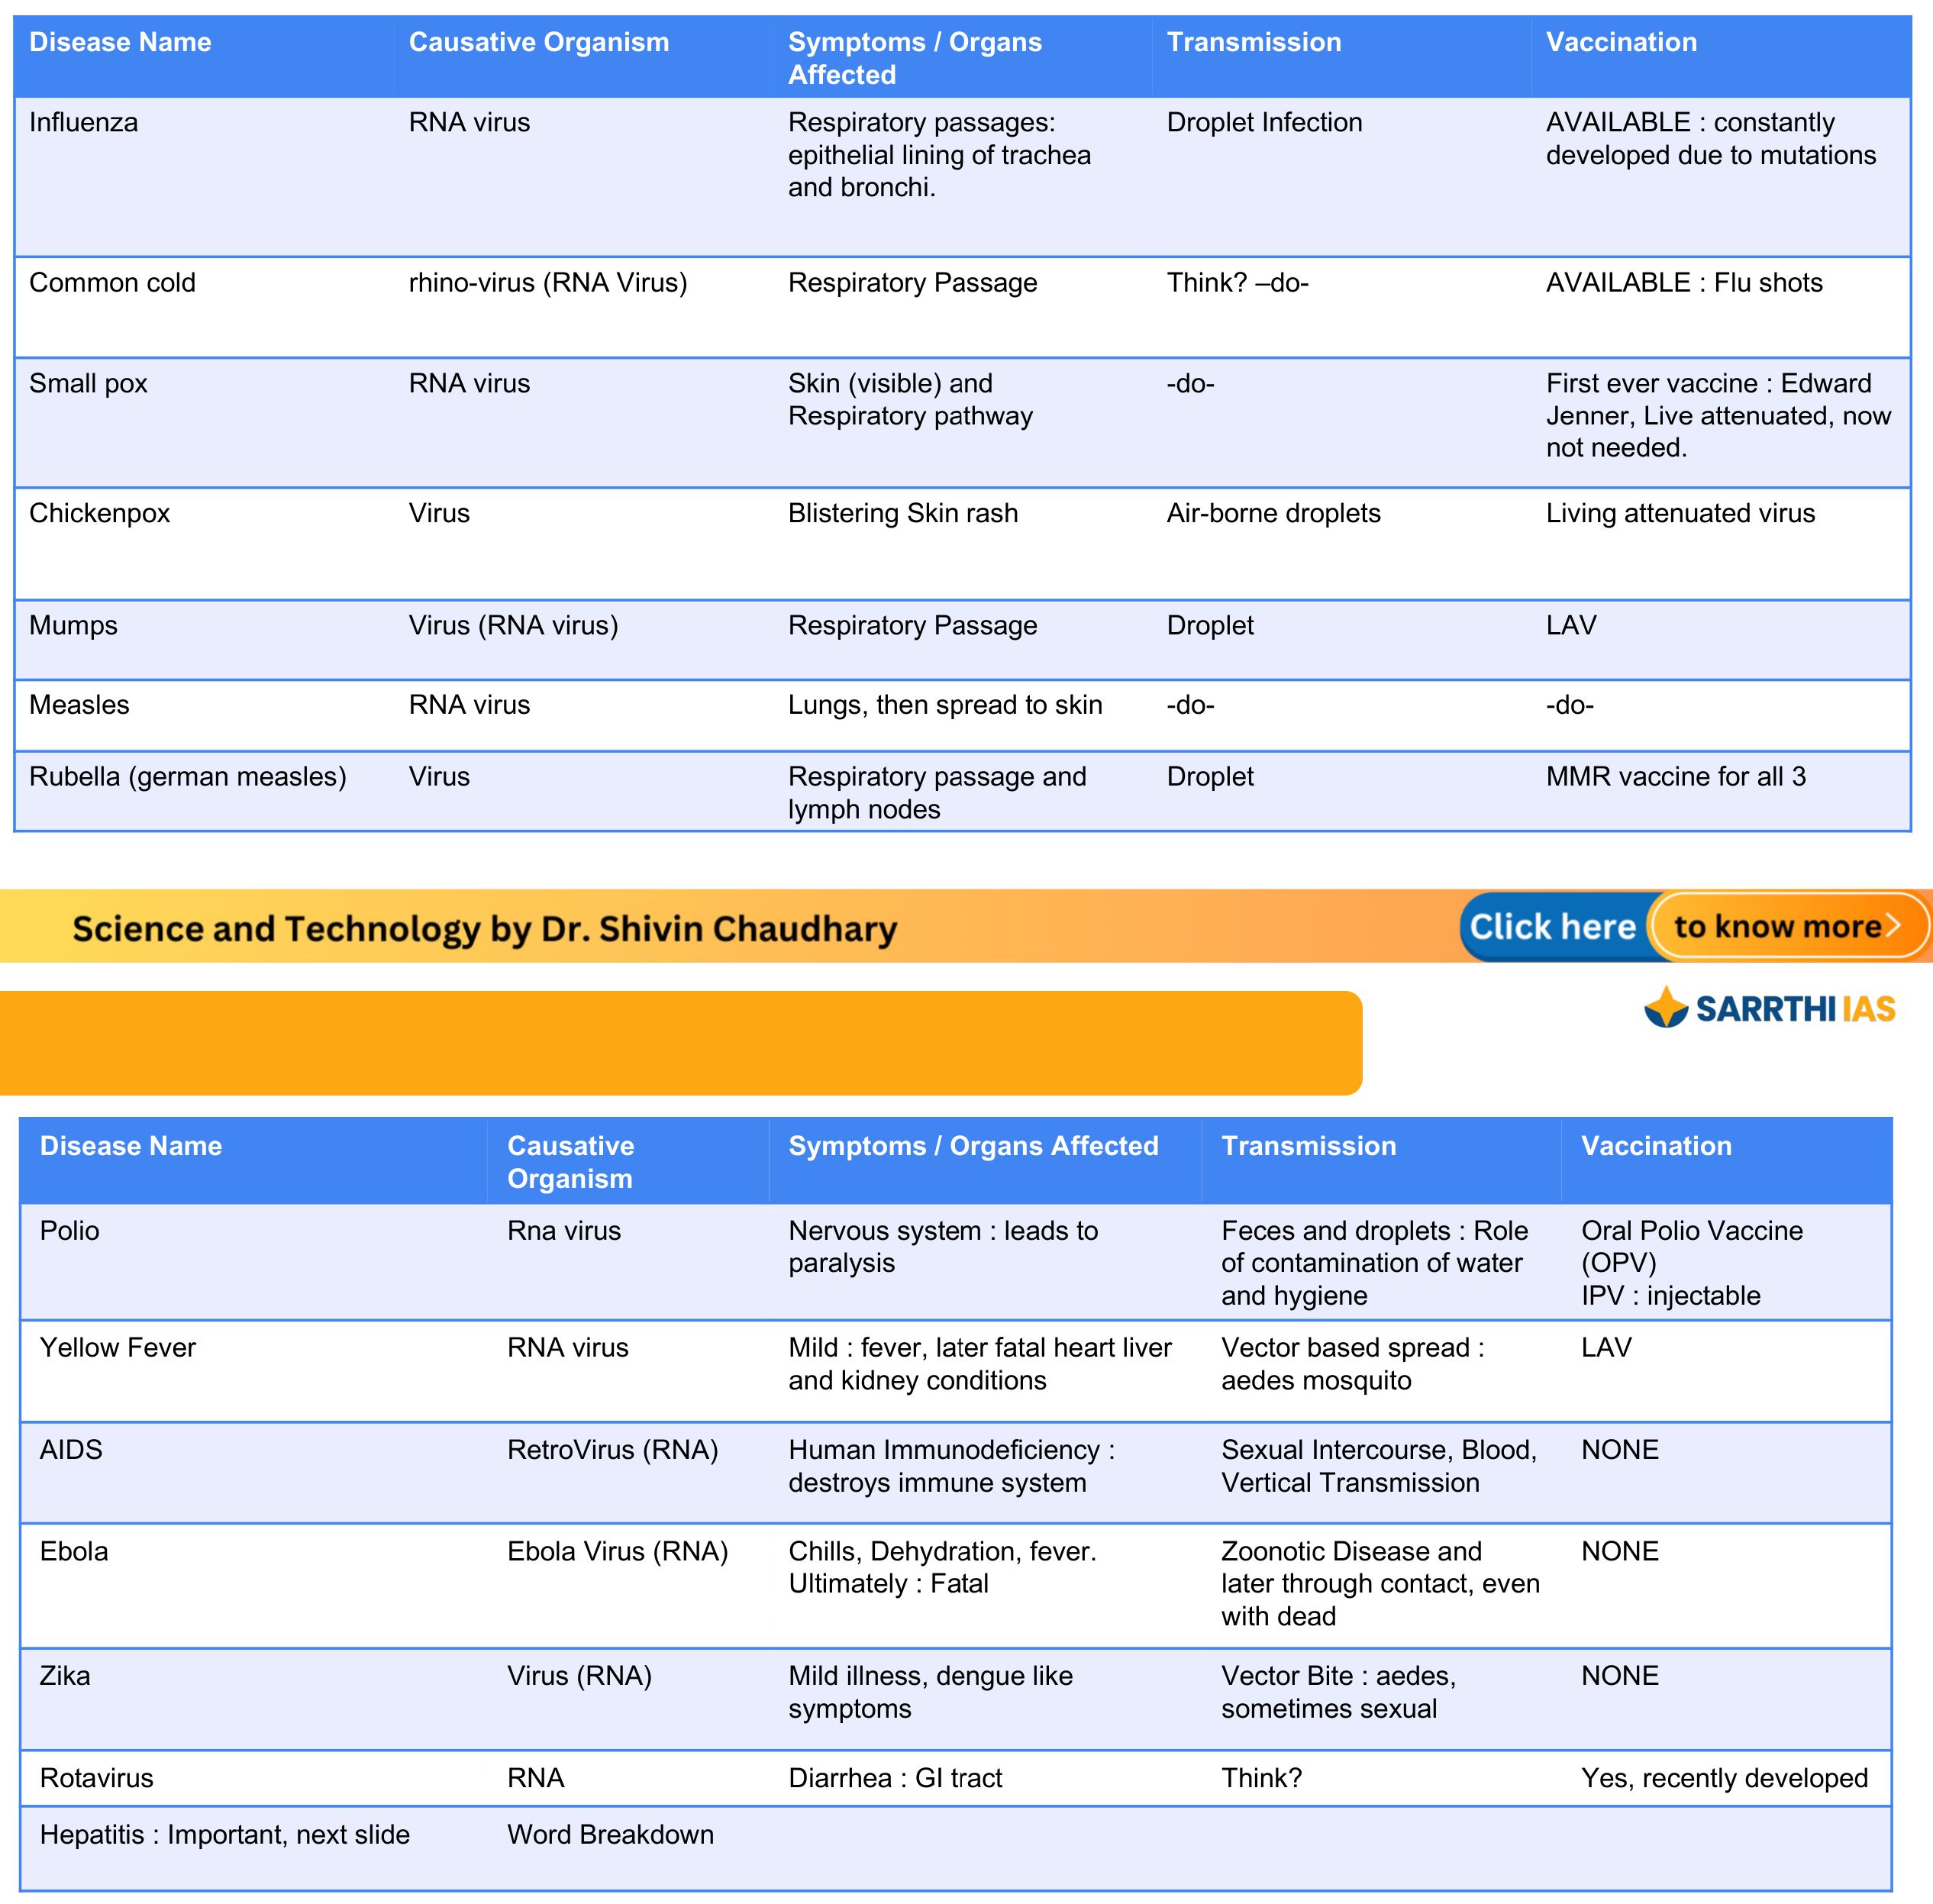 Disease Name Causative Organism Symptoms / Organs Affected Transmission Vaccination
Influenza RNA virus Respiratory passages: epithelial lining of trachea and bronchi. Droplet Infection AVAILABLE : constantly developed due to mutations
Common cold rhino-virus (RNA Virus) Respiratory Passage Think? –do- AVAILABLE : Flu shots
Small pox RNA virus Skin (visible) and Respiratory pathway -do- First ever vaccine : Edward Jenner, Live attenuated, now not needed.
Chickenpox Virus Blistering Skin rash Air-borne droplets Living attenuated virus
Mumps Virus (RNA virus) Respiratory Passage Droplet LAV
Measles RNA virus Lungs, then spread to skin -do- -do-
Rubella (german measles) Virus Respiratory passage and lymph nodes Droplet MMR vaccine for all 3
Science and Technology by Dr. Shivin Chaudhary Click here to know more>
SARRTHI IAS
Disease Name Causative Organism Symptoms / Organs Affected Transmission Vaccination
Polio Rna virus Nervous system : leads to paralysis Feces and droplets : Role of contamination of water and hygiene Oral Polio Vaccine (OPV) IPV : injectable
Yellow Fever RNA virus Mild : fever, later fatal heart liver and kidney conditions Vector based spread : aedes mosquito LAV
AIDS RetroVirus (RNA) Human Immunodeficiency : destroys immune system Sexual Intercourse, Blood, Vertical Transmission NONE
Ebola Ebola Virus (RNA) Chills, Dehydration, fever. Ultimately : Fatal Zoonotic Disease and later through contact, even with dead NONE
Zika Virus (RNA) Mild illness, dengue like symptoms Vector Bite : aedes, sometimes sexual NONE
Rotavirus RNA Diarrhea : GI tract Think? Yes, recently developed
Hepatitis : Important, next slide Word Breakdown